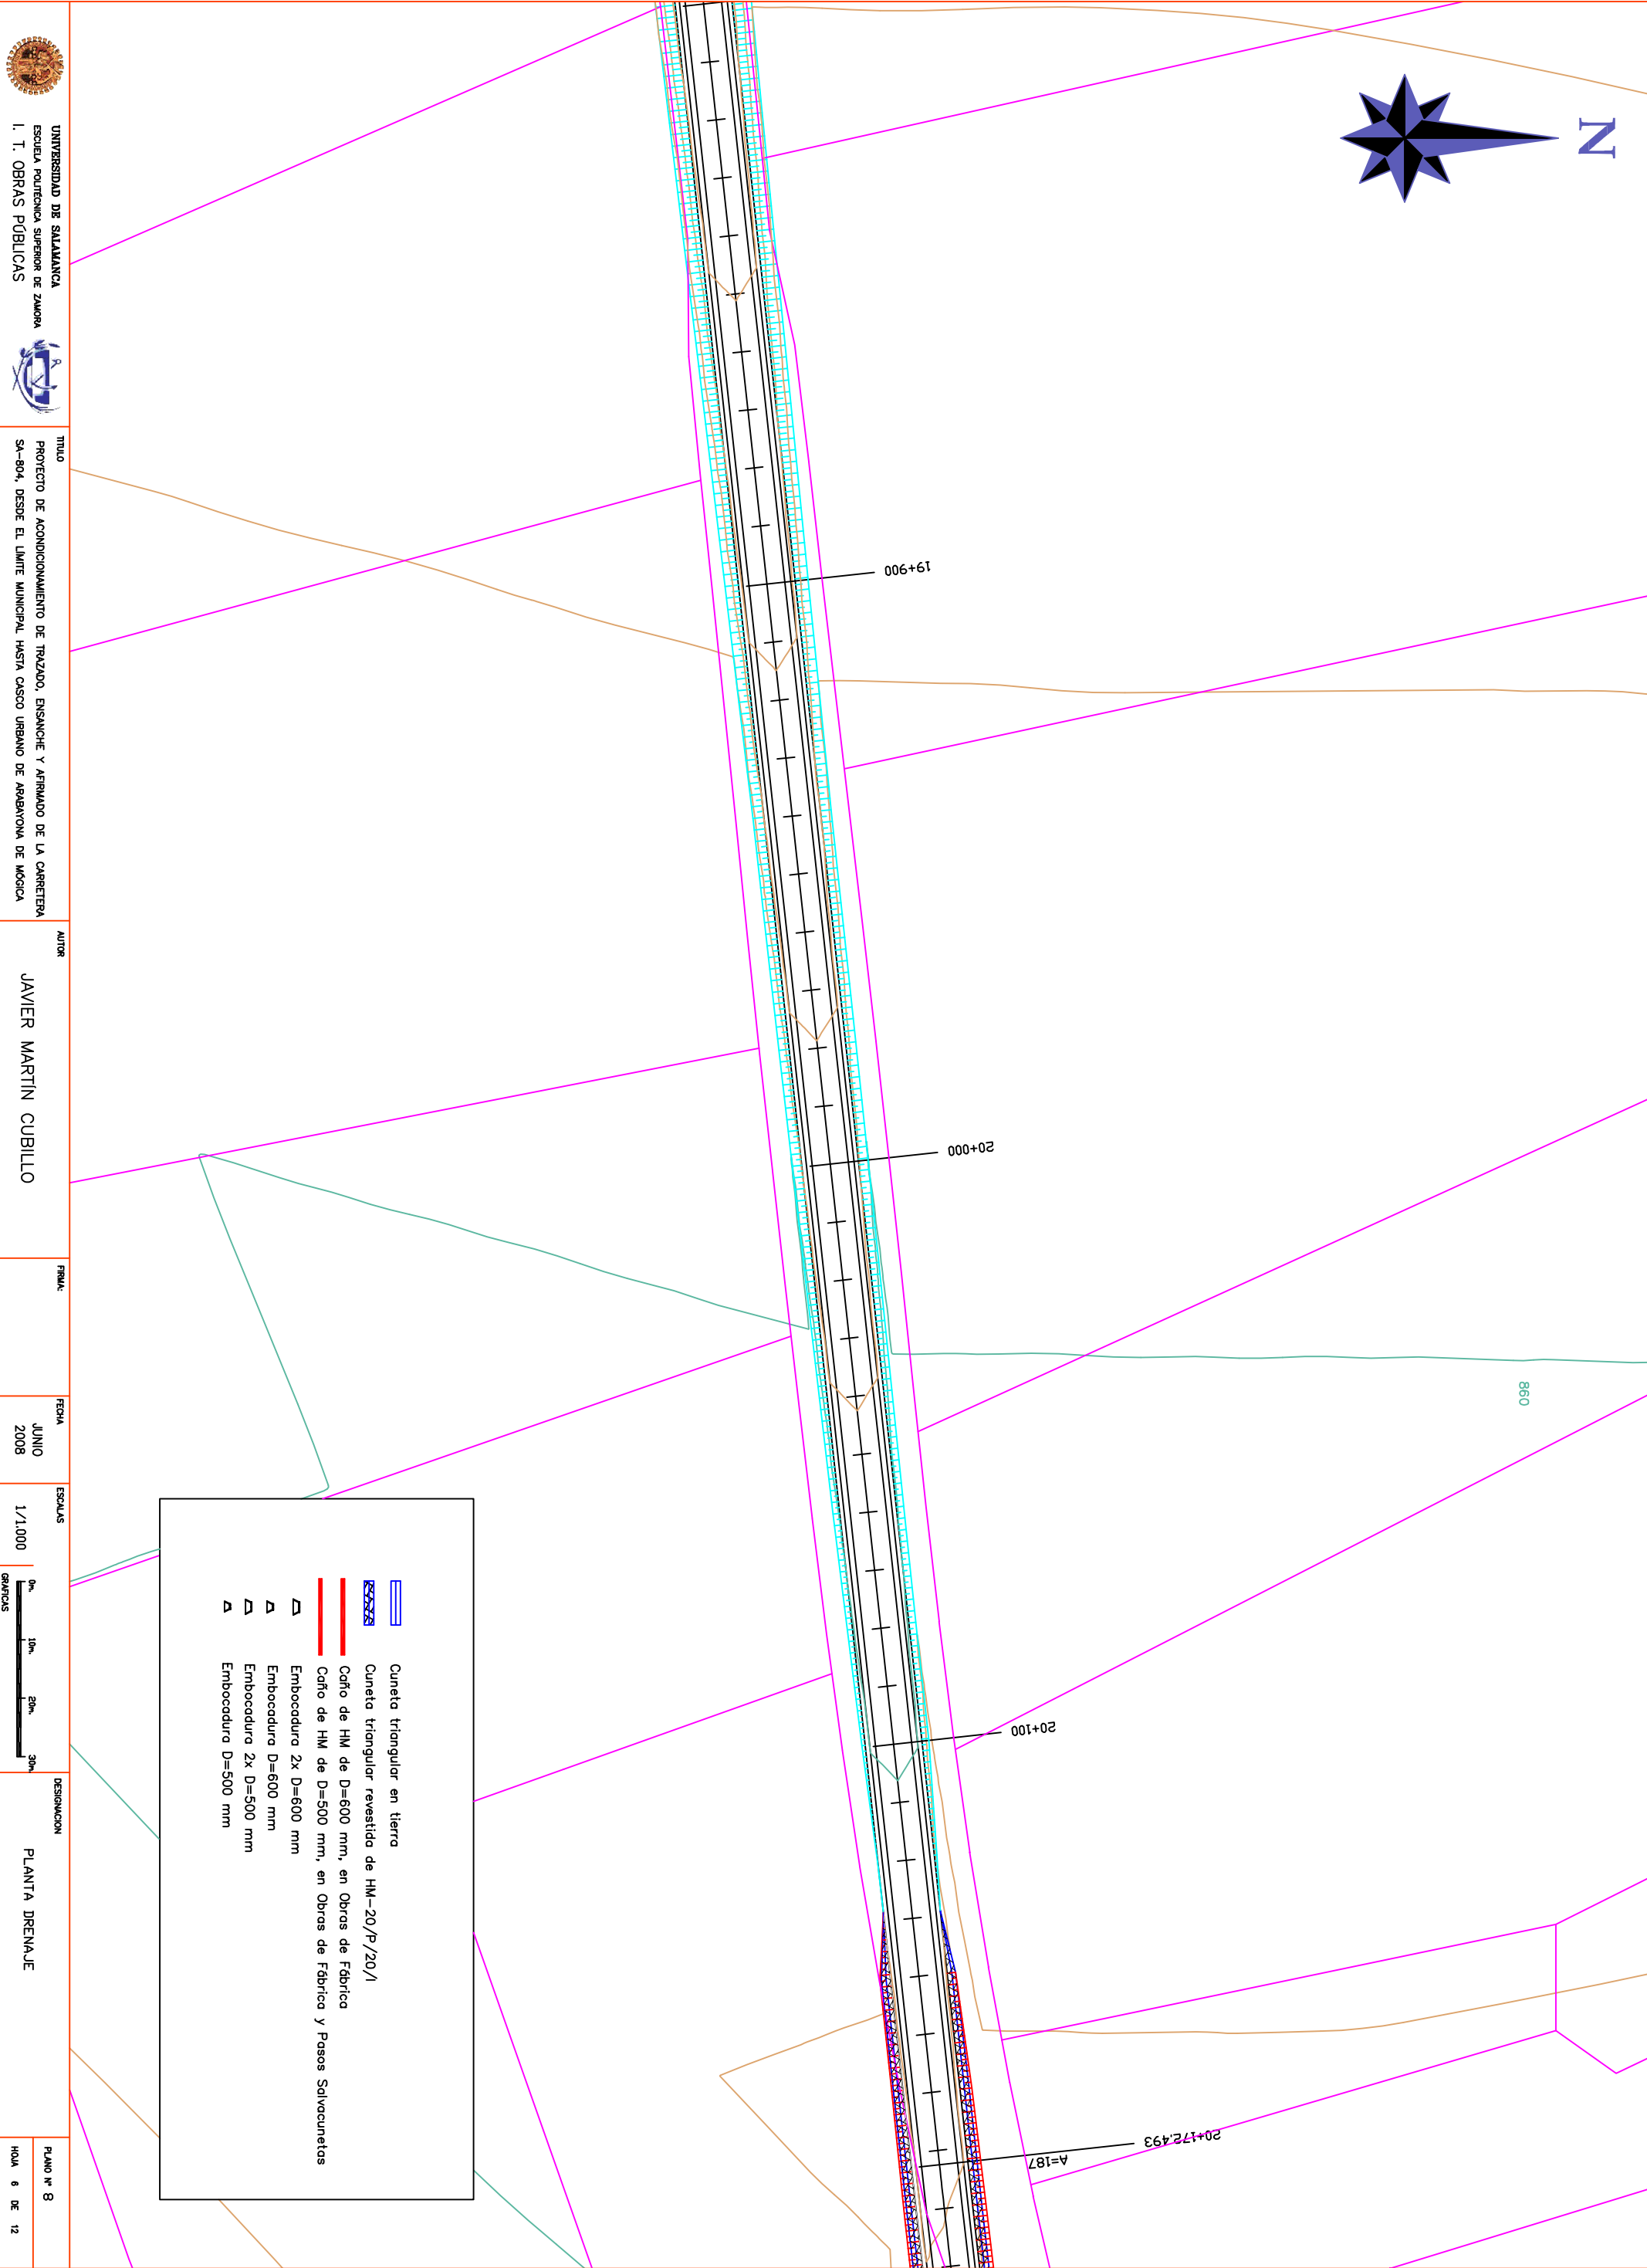 N
19+900
20+000
860
20+100
20+172.493
A=187
Cuneta triangular en tierra
Cuneta triangular revestida de HM-20/P/20/I
Caño de HM de D=600 mm, en Obras de Fábrica
Caño de HM de D=500 mm, en Obras de Fábrica y Pasos Salvacunetas
Embocadura 2x D=600 mm
Embocadura D=600 mm
Embocadura 2x D=500 mm
Embocadura D=500 mm
UNIVERSIDAD DE SALAMANCA
ESCUELA POLITÉCNICA SUPERIOR DE ZAMORA
I. T. OBRAS PÚBLICAS
TITULO
PROYECTO DE ACONDICIONAMIENTO DE TRAZADO, ENSANCHE Y AFIRMADO DE LA CARRETERA
SA-804, DESDE EL LÍMITE MUNICIPAL HASTA CASCO URBANO DE ARABAYONA DE MÓGICA
AUTOR
JAVIER MARTÍN CUBILLO
FIRMA:
FECHA
JUNIO
2008
ESCALAS
1/1.000
0m. 10m. 20m. 30m.
GRAFICAS
DESIGNACION
PLANTA DRENAJE
PLANO Nº 8
HOJA 6 DE 12